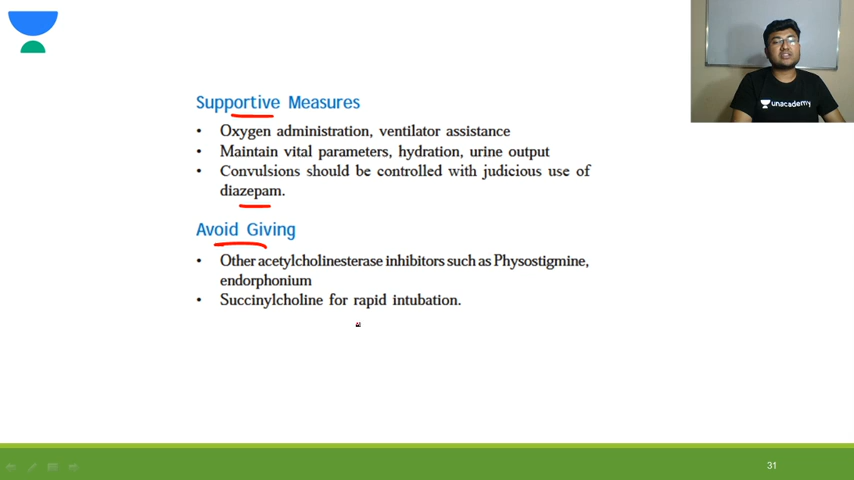 Supportive Measures
• Oxygen administration, ventilator assistance
• Maintain vital parameters, hydration, urine output
• Convulsions should be controlled with judicious use of
diazepam.
Avoid Giving
• Other acetylcholinesterase inhibitors such as Physostigmine,
endorphonium
• Succinylcholine for rapid intubation.
unacademy
31